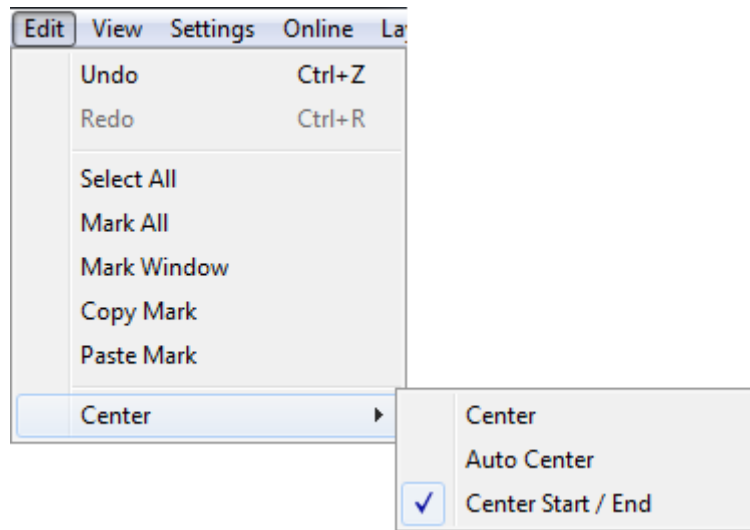 Edit View Settings Online La
Undo Ctrl+Z
Redo Ctrl+R
Select All
Mark All
Mark Window
Copy Mark
Paste Mark
Center
Center
Auto Center
Center Start / End